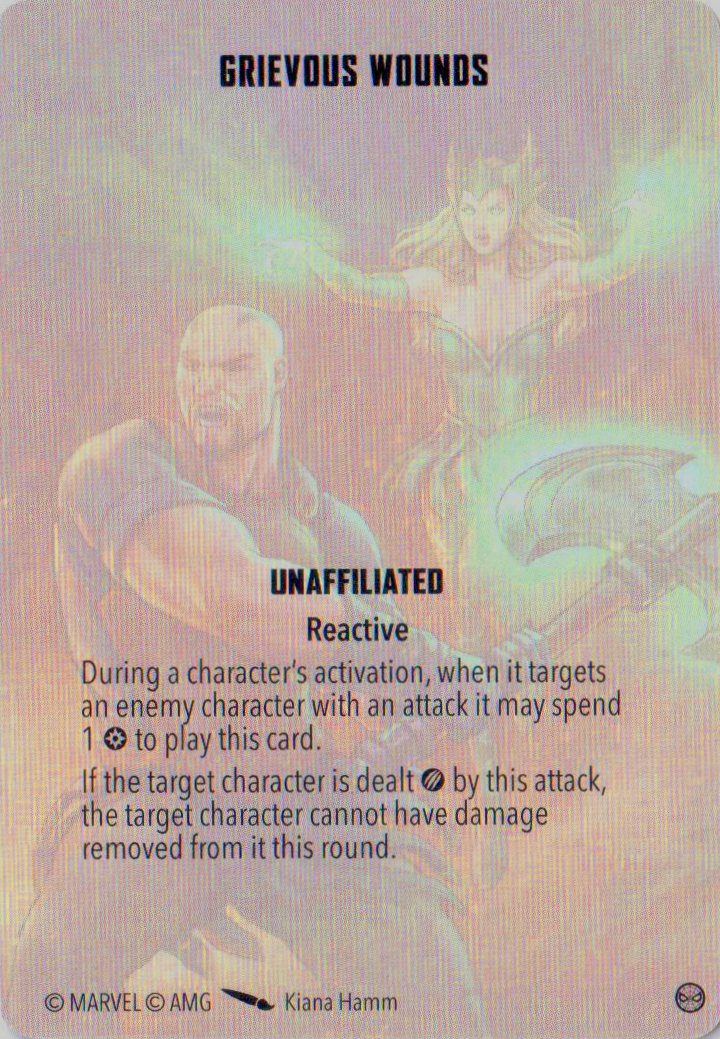 GRIEVOUS WOUNDS
UNAFFILIATED
Reactive
During a character's activation, when it targets
an enemy character with an attack it may spend
1 to play this card.
If the target character is dealt by this attack,
the target character cannot have damage
removed from it this round.
© MARVEL © AMG Kiana Hamm